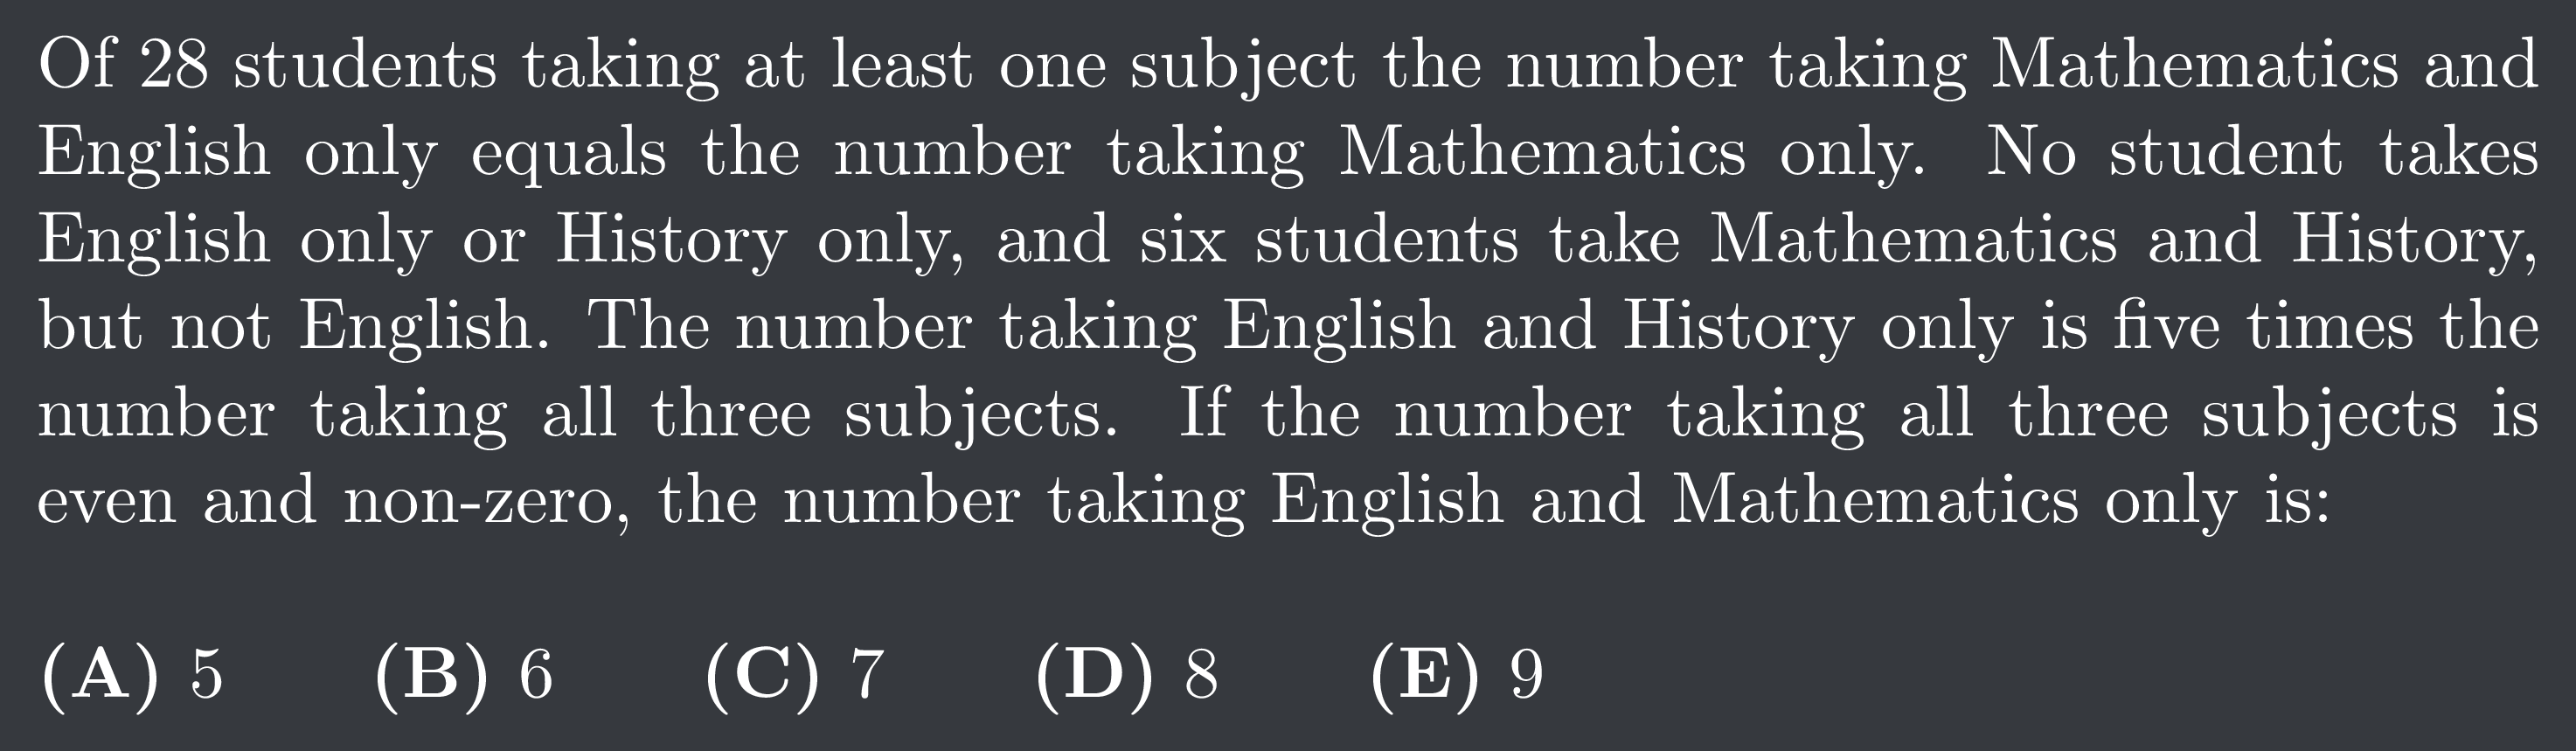 Of 28 students taking at least one subject the number taking Mathematics and
English only equals the number taking Mathematics only. No student takes
English only or History only, and six students take Mathematics and History,
but not English. The number taking English and History only is five times the
number taking all three subjects. If the number taking all three subjects is
even and non-zero, the number taking English and Mathematics only is:
(A) 5 (B) 6 (C) 7 (D) 8 (E) 9